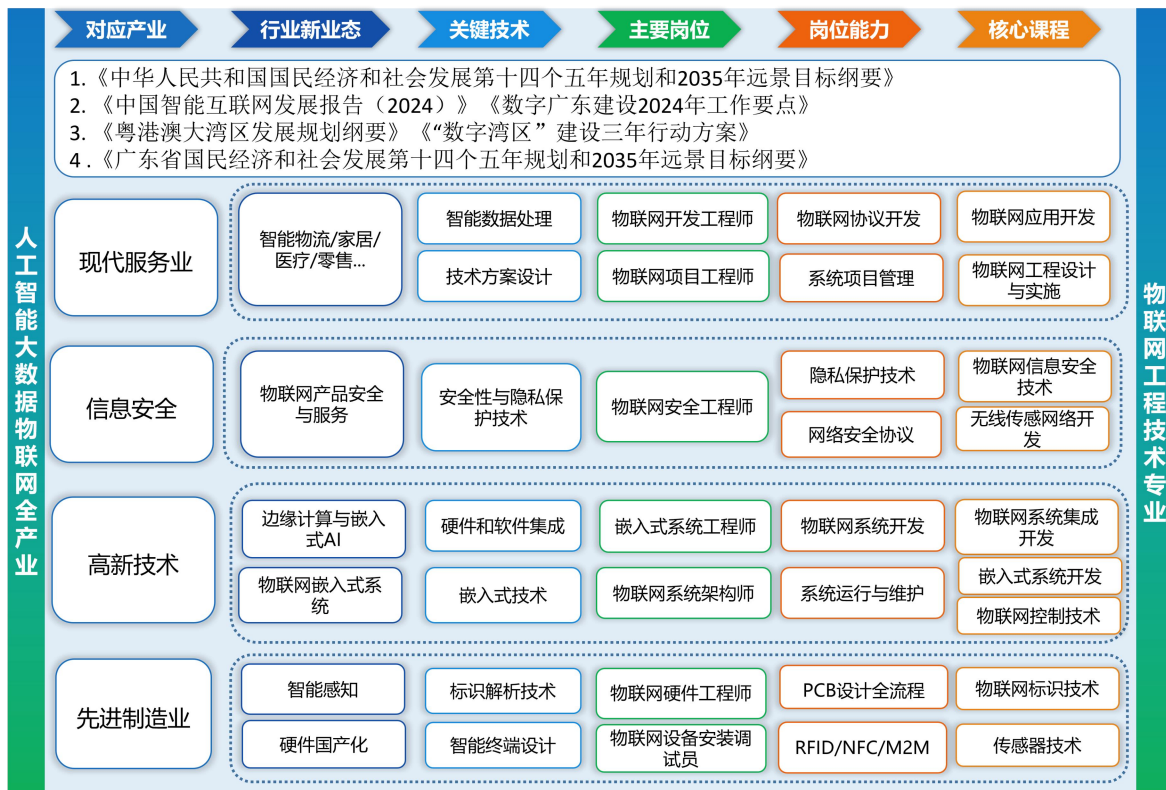 对应产业
行业新业态
关键技术
主要岗位
岗位能力
核心课程
1.《中华人民共和国国民经济和社会发展第十四个五年规划和2035年远景目标纲要》
2.《中国智能互联网发展报告（2024）》《数字广东建设2024年工作要点》
3.《粤港澳大湾区发展规划纲要》《“数字湾区”建设三年行动方案》
4.《广东省国民经济和社会发展第十四个五年规划和2035年远景目标纲要》
人工智能大数据物联网全产业
现代服务业
智能物流/家居/
医疗/零售...
智能数据处理
技术方案设计
物联网开发工程师
物联网项目工程师
物联网协议开发
系统项目管理
物联网应用开发
物联网工程设计
与实施
信息安全
物联网产品安全
与服务
安全性与隐私保
护技术
物联网安全工程师
隐私保护技术
网络安全协议
物联网信息安全
技术
无线传感网络开
发
高新技术
边缘计算与嵌入
式AI
物联网嵌入式系
统
硬件和软件集成
嵌入式技术
嵌入式系统工程师
物联网系统架构师
物联网系统开发
系统运行与维护
物联网系统集成
开发
嵌入式系统开发
物联网控制技术
先进制造业
智能感知
硬件国产化
标识解析技术
智能终端设计
物联网硬件工程师
物联网设备安装调
试员
PCB设计全流程
RFID/NFC/M2M
物联网标识技术
传感器技术
物联网工程技术专业